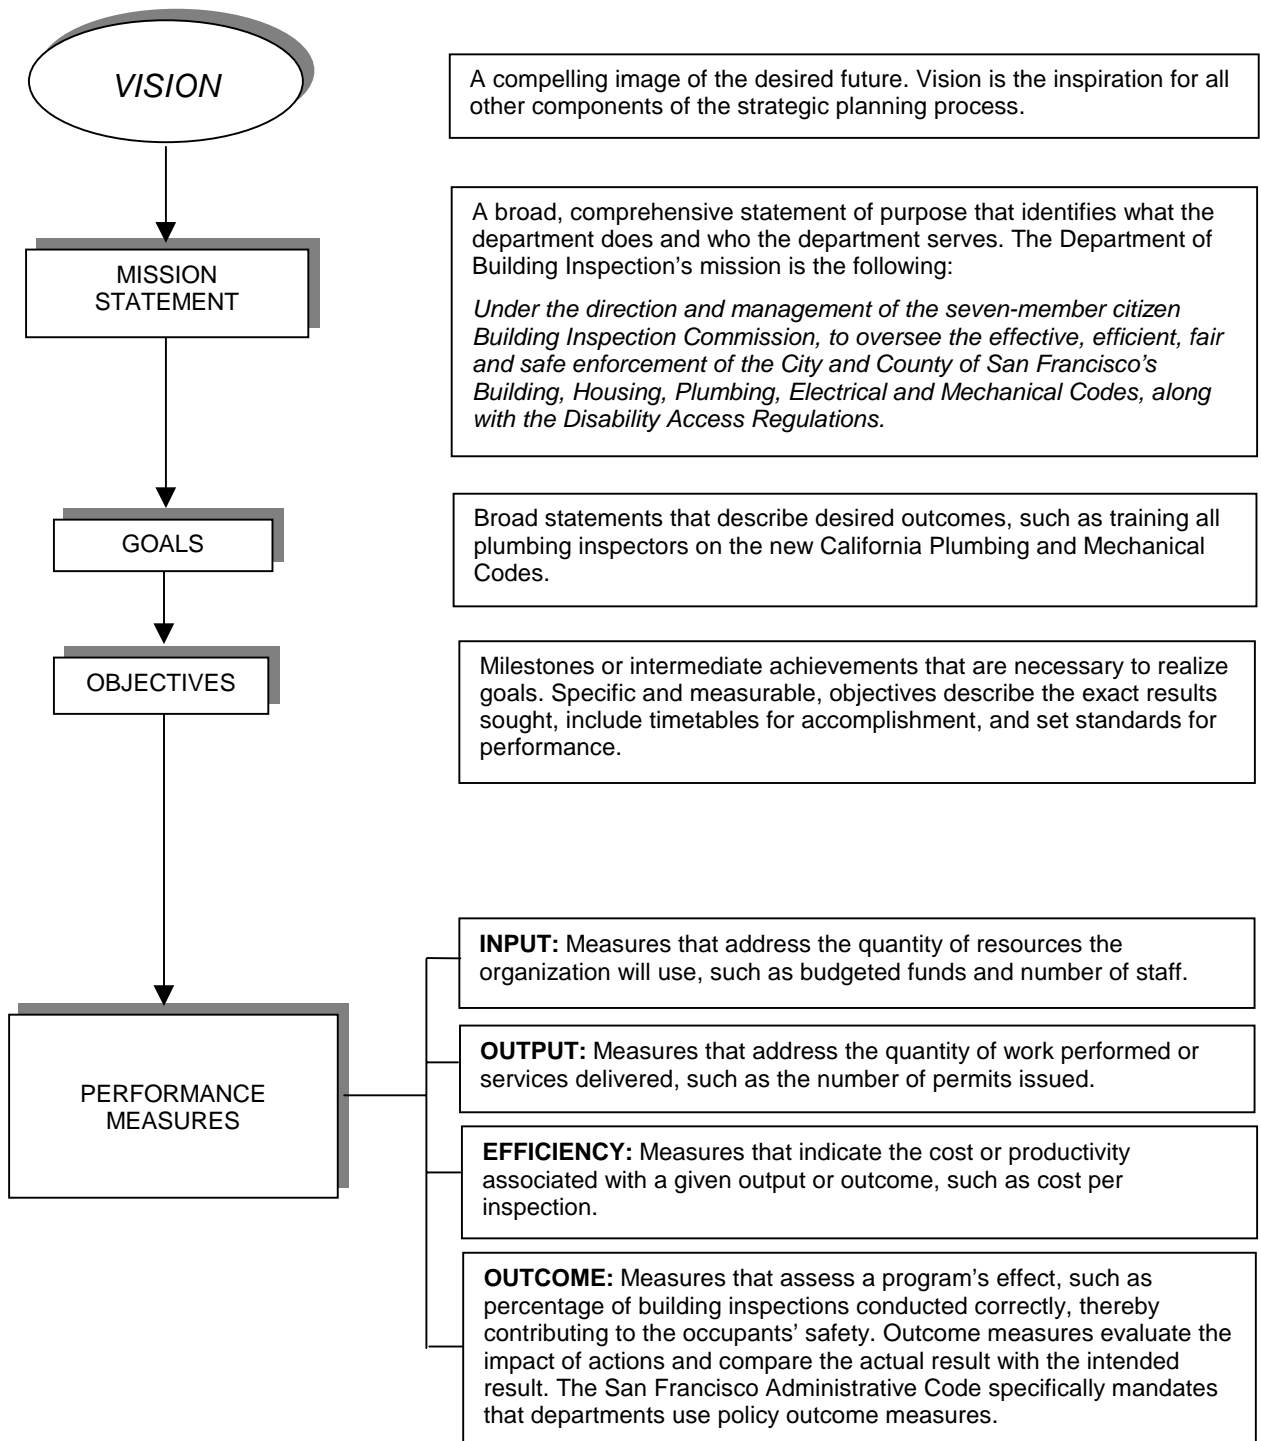 VISION
A compelling image of the desired future. Vision is the inspiration for all
other components of the strategic planning process.
MISSION
STATEMENT
A broad, comprehensive statement of purpose that identifies what the
department does and who the department serves. The Department of
Building Inspection’s mission is the following:
Under the direction and management of the seven-member citizen
Building Inspection Commission, to oversee the effective, efficient, fair
and safe enforcement of the City and County of San Francisco’s
Building, Housing, Plumbing, Electrical and Mechanical Codes, along
with the Disability Access Regulations.
GOALS
Broad statements that describe desired outcomes, such as training all
plumbing inspectors on the new California Plumbing and Mechanical
Codes.
OBJECTIVES
Milestones or intermediate achievements that are necessary to realize
goals. Specific and measurable, objectives describe the exact results
sought, include timetables for accomplishment, and set standards for
performance.
PERFORMANCE
MEASURES
INPUT: Measures that address the quantity of resources the
organization will use, such as budgeted funds and number of staff.
OUTPUT: Measures that address the quantity of work performed or
services delivered, such as the number of permits issued.
EFFICIENCY: Measures that indicate the cost or productivity
associated with a given output or outcome, such as cost per
inspection.
OUTCOME: Measures that assess a program’s effect, such as
percentage of building inspections conducted correctly, thereby
contributing to the occupants’ safety. Outcome measures evaluate the
impact of actions and compare the actual result with the intended
result. The San Francisco Administrative Code specifically mandates
that departments use policy outcome measures.